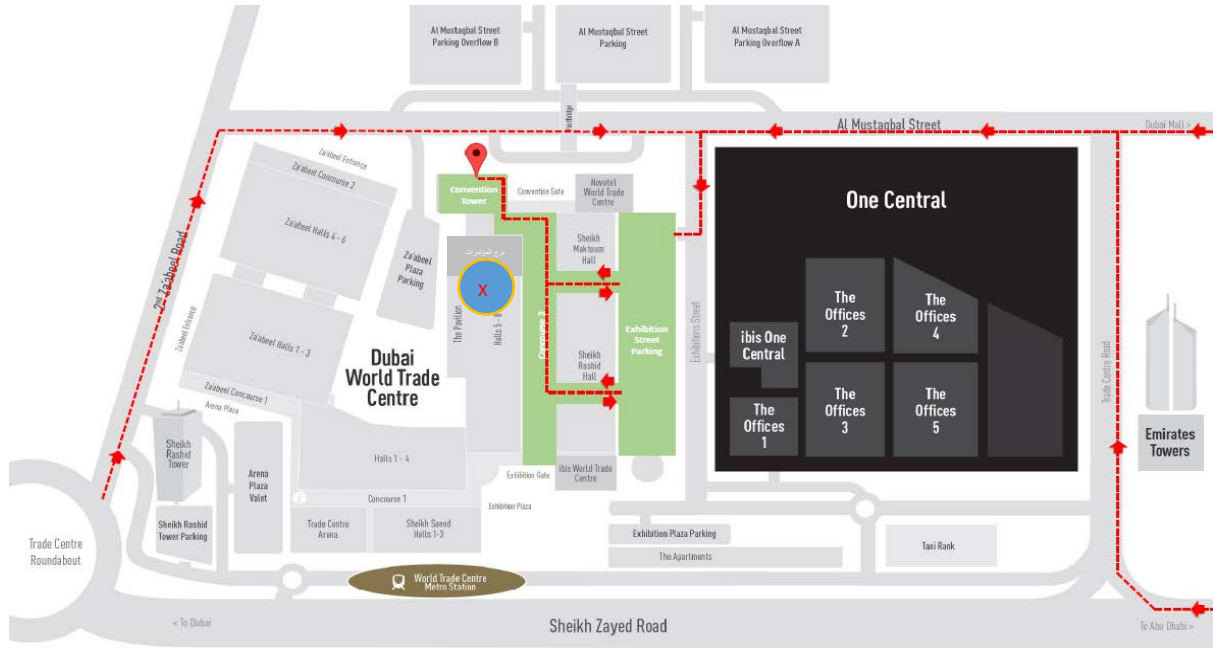 Al Mustaqbal Street
Parking Overflow B
Al Mustaqbal Street
Parking
Al Mustaqbal Street
Parking Overflow A
Footbridge
Al Mustaqbal Street
Dubai Mall >
Za'abeel Entrance
Za'abeel Concourse 2
Convention
Tower
Convention Gate
Novotel
World Trade
Centre
One Central
2nd Za'abeel Road
Za'abeel Halls 4 - 6
Za'abeel
Plaza
Parking
Sheikh
Maktoum
Hall
X
The
Offices
2
The
Offices
4
Za'abeel Entrance
Za'abeel Halls 1 - 3
The Pavilion
Concourse 2
Exhibition
Street
Parking
Exhibitions Street
ibis One
Central
Trade Centre Road
Dubai
World Trade
Centre
Sheikh
Rashid
Hall
Za'abeel Concourse 1
Arena Plaza
The
Offices
1
The
Offices
3
The
Offices
5
Emirates
Towers
Sheikh
Rashid
Tower
Arena
Plaza
Valet
Halls 1 - 4
Exhibition Gate
ibis World Trade
Centre
Concourse 1
Exhibition Plaza
Sheikh Rashid
Tower Parking
Trade Centre
Arena
Sheikh Saeed
Halls 1-3
Exhibition Plaza Parking
The Apartments
Taxi Rank
Trade Centre
Roundabout
World Trade Centre
Metro Station
< To Dubai
Sheikh Zayed Road
To Abu Dhabi >